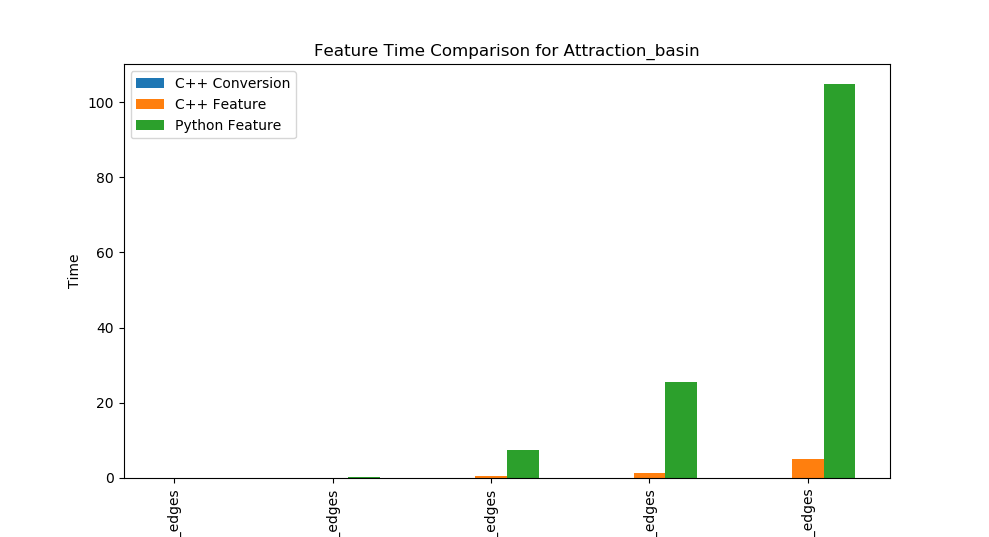 Feature Time Comparison for Attraction_basin
C++ Conversion
C++ Feature
Python Feature
100
80
60
40
20
0
Time
_edges
_edges
_edges
_edges
_edges